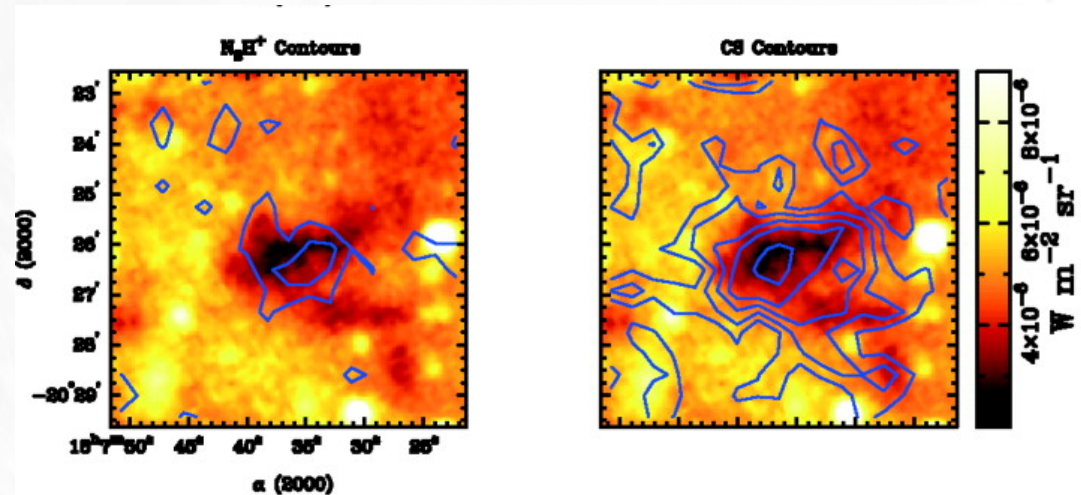 N₂H⁺ Contours
CS Contours
23'
24'
25'
26'
27'
28'
-20°29'
δ (2000)
15ʰ7ᵐ50ˢ 45ˢ 40ˢ 35ˢ 30ˢ 25ˢ
α (2000)
4×10⁻⁶ 6×10⁻⁶ 8×10⁻⁶
W m⁻² sr⁻¹